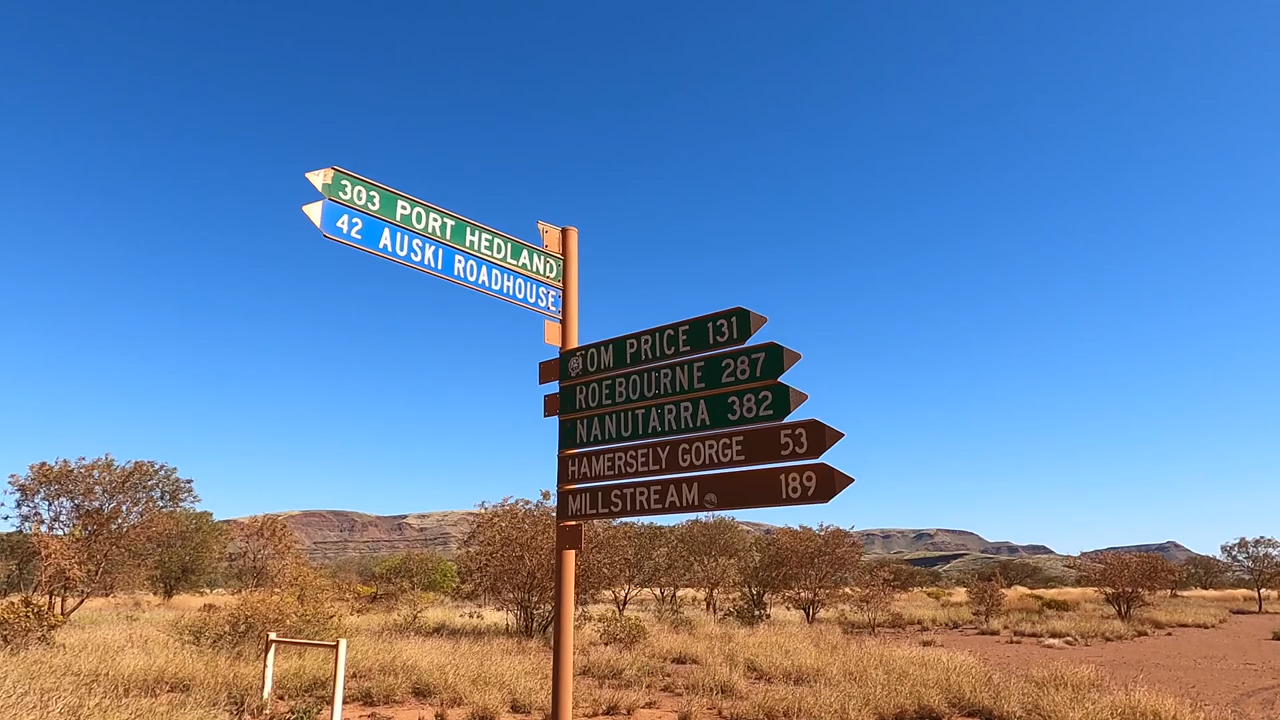 303 PORT HEDLAND
42 AUSKI ROADHOUSE
TOM PRICE 131
ROEBOURNE 287
NANUTARRA 382
HAMERSELY GORGE 53
MILLSTREAM 189